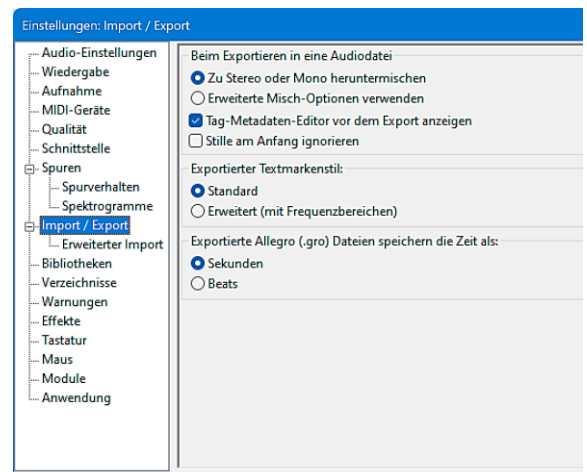 Einstellungen: Import / Export
Audio-Einstellungen
Wiedergabe
Aufnahme
MIDI-Geräte
Qualität
Schnittstelle
Spuren
Spurverhalten
Spektrogramme
Import / Export
Erweiterter Import
Bibliotheken
Verzeichnisse
Warnungen
Effekte
Tastatur
Maus
Module
Anwendung
Beim Exportieren in eine Audiodatei
Zu Stereo oder Mono heruntermischen
Erweiterte Misch-Optionen verwenden
Tag-Metadaten-Editor vor dem Export anzeigen
Stille am Anfang ignorieren
Exportierter Textmarkenstil:
Standard
Erweitert (mit Frequenzbereichen)
Exportierte Allegro (.gro) Dateien speichern die Zeit als:
Sekunden
Beats